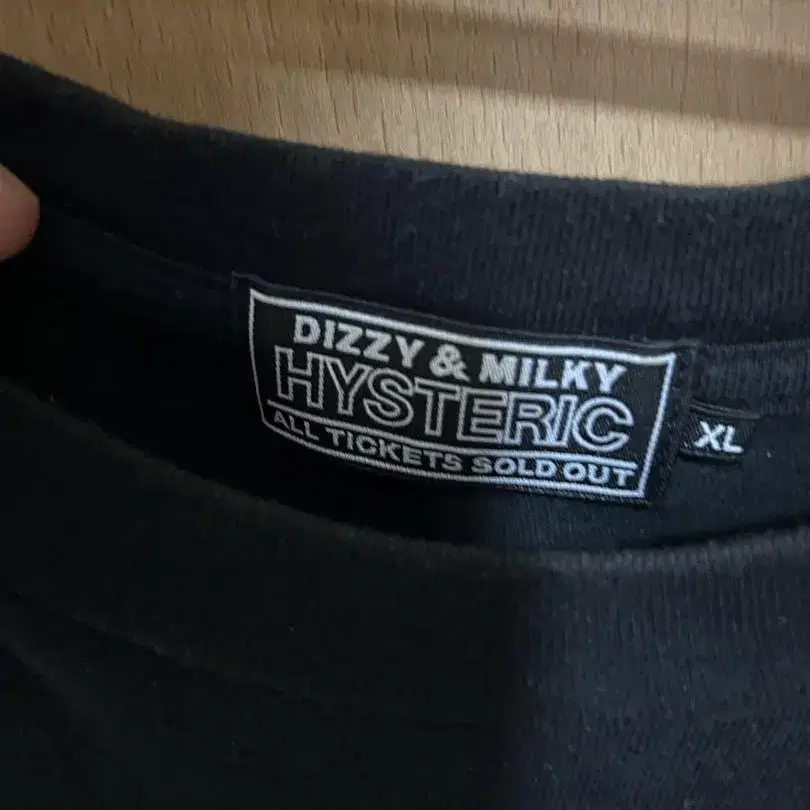 DIZZY & MILKY
HYSTERIC
ALL TICKETS SOLD OUT
XL